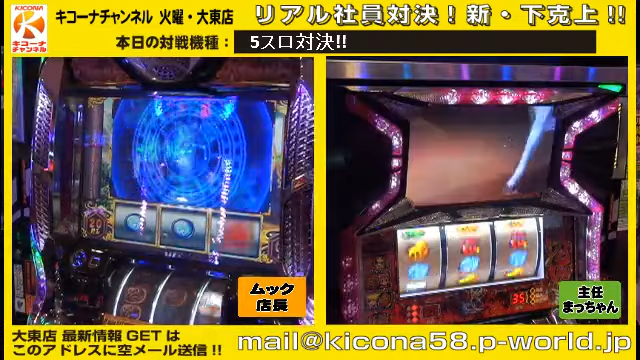 KICONA
キコーナ
チャンネル
キコーナチャンネル 火曜・大東店
リアル社員対決！新・下克上!!
本日の対戦機種：
5スロ対決!!
ムック
店長
主任
まっちゃん
351
大東店 最新情報 GET は
このアドレスに空メール送信!!
mail@kicona58.p-world.jp